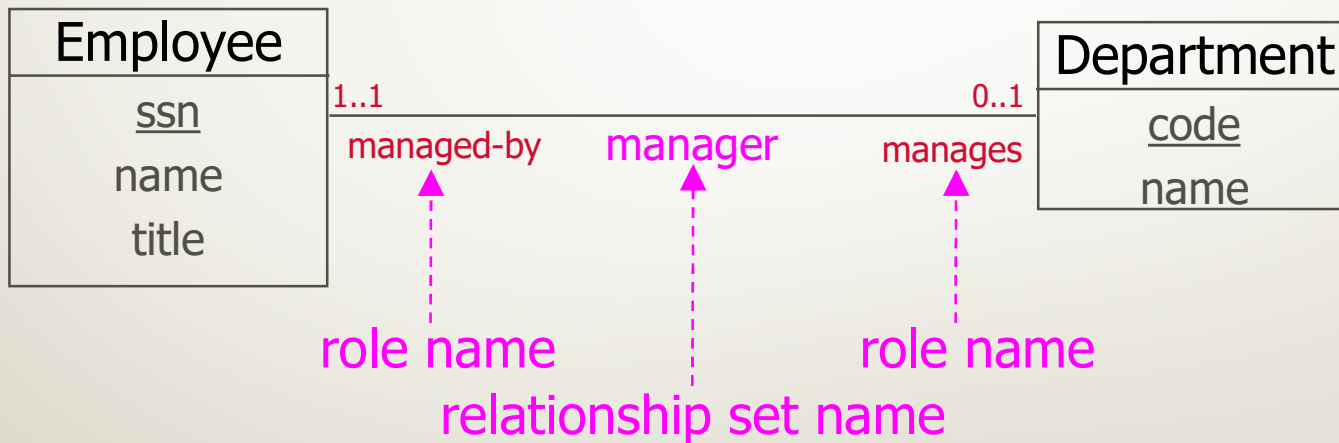 Employee
ssn
name
title
1..1
managed-by
manager
0..1
manages
Department
code
name
role name
role name
relationship set name